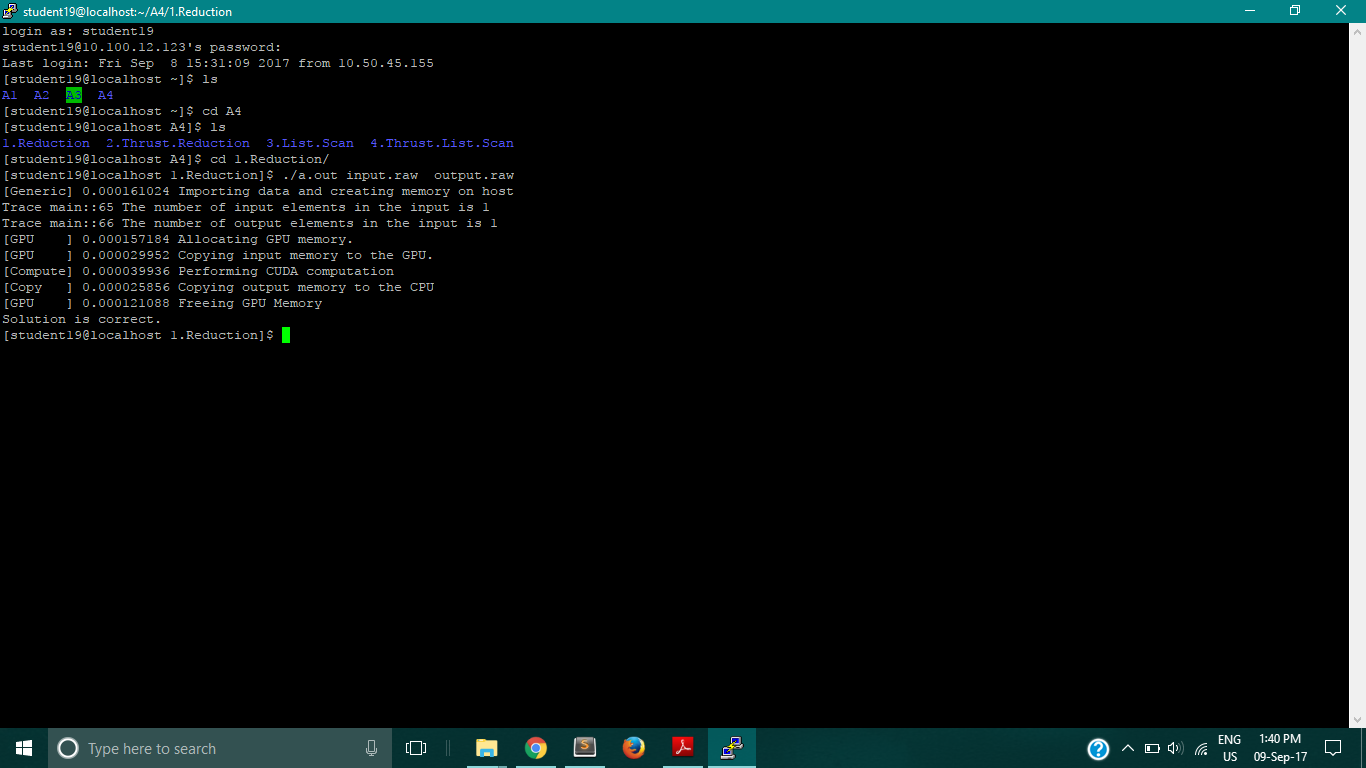 student19@localhost:~/A4/1.Reduction
login as: student19
student19@10.100.12.123's password:
Last login: Fri Sep  8 15:31:09 2017 from 10.50.45.155
[student19@localhost ~]$ ls
A1  A2  A3  A4
[student19@localhost ~]$ cd A4
[student19@localhost A4]$ ls
1.Reduction  2.Thrust.Reduction  3.List.Scan  4.Thrust.List.Scan
[student19@localhost A4]$ cd 1.Reduction/
[student19@localhost 1.Reduction]$ ./a.out input.raw  output.raw
[Generic] 0.000161024 Importing data and creating memory on host
Trace main::65 The number of input elements in the input is 1
Trace main::66 The number of output elements in the input is 1
[GPU    ] 0.000157184 Allocating GPU memory.
[GPU    ] 0.000029952 Copying input memory to the GPU.
[Compute] 0.000039936 Performing CUDA computation
[Copy   ] 0.000025856 Copying output memory to the CPU
[GPU    ] 0.000121088 Freeing GPU Memory
Solution is correct.
[student19@localhost 1.Reduction]$
Type here to search
ENG
US
1:40 PM
09-Sep-17